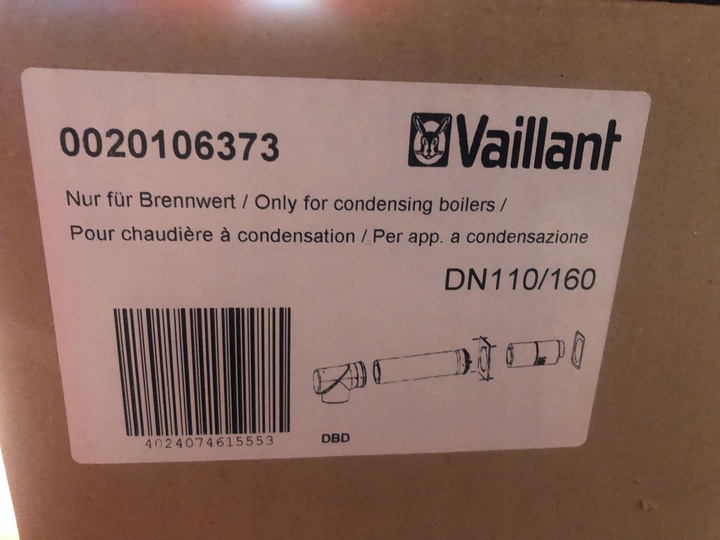 0020106373
Vaillant
Nur für Brennwert / Only for condensing boilers /
Pour chaudière à condensation / Per app. a condensazione
DN110/160
4024074615553
DBD